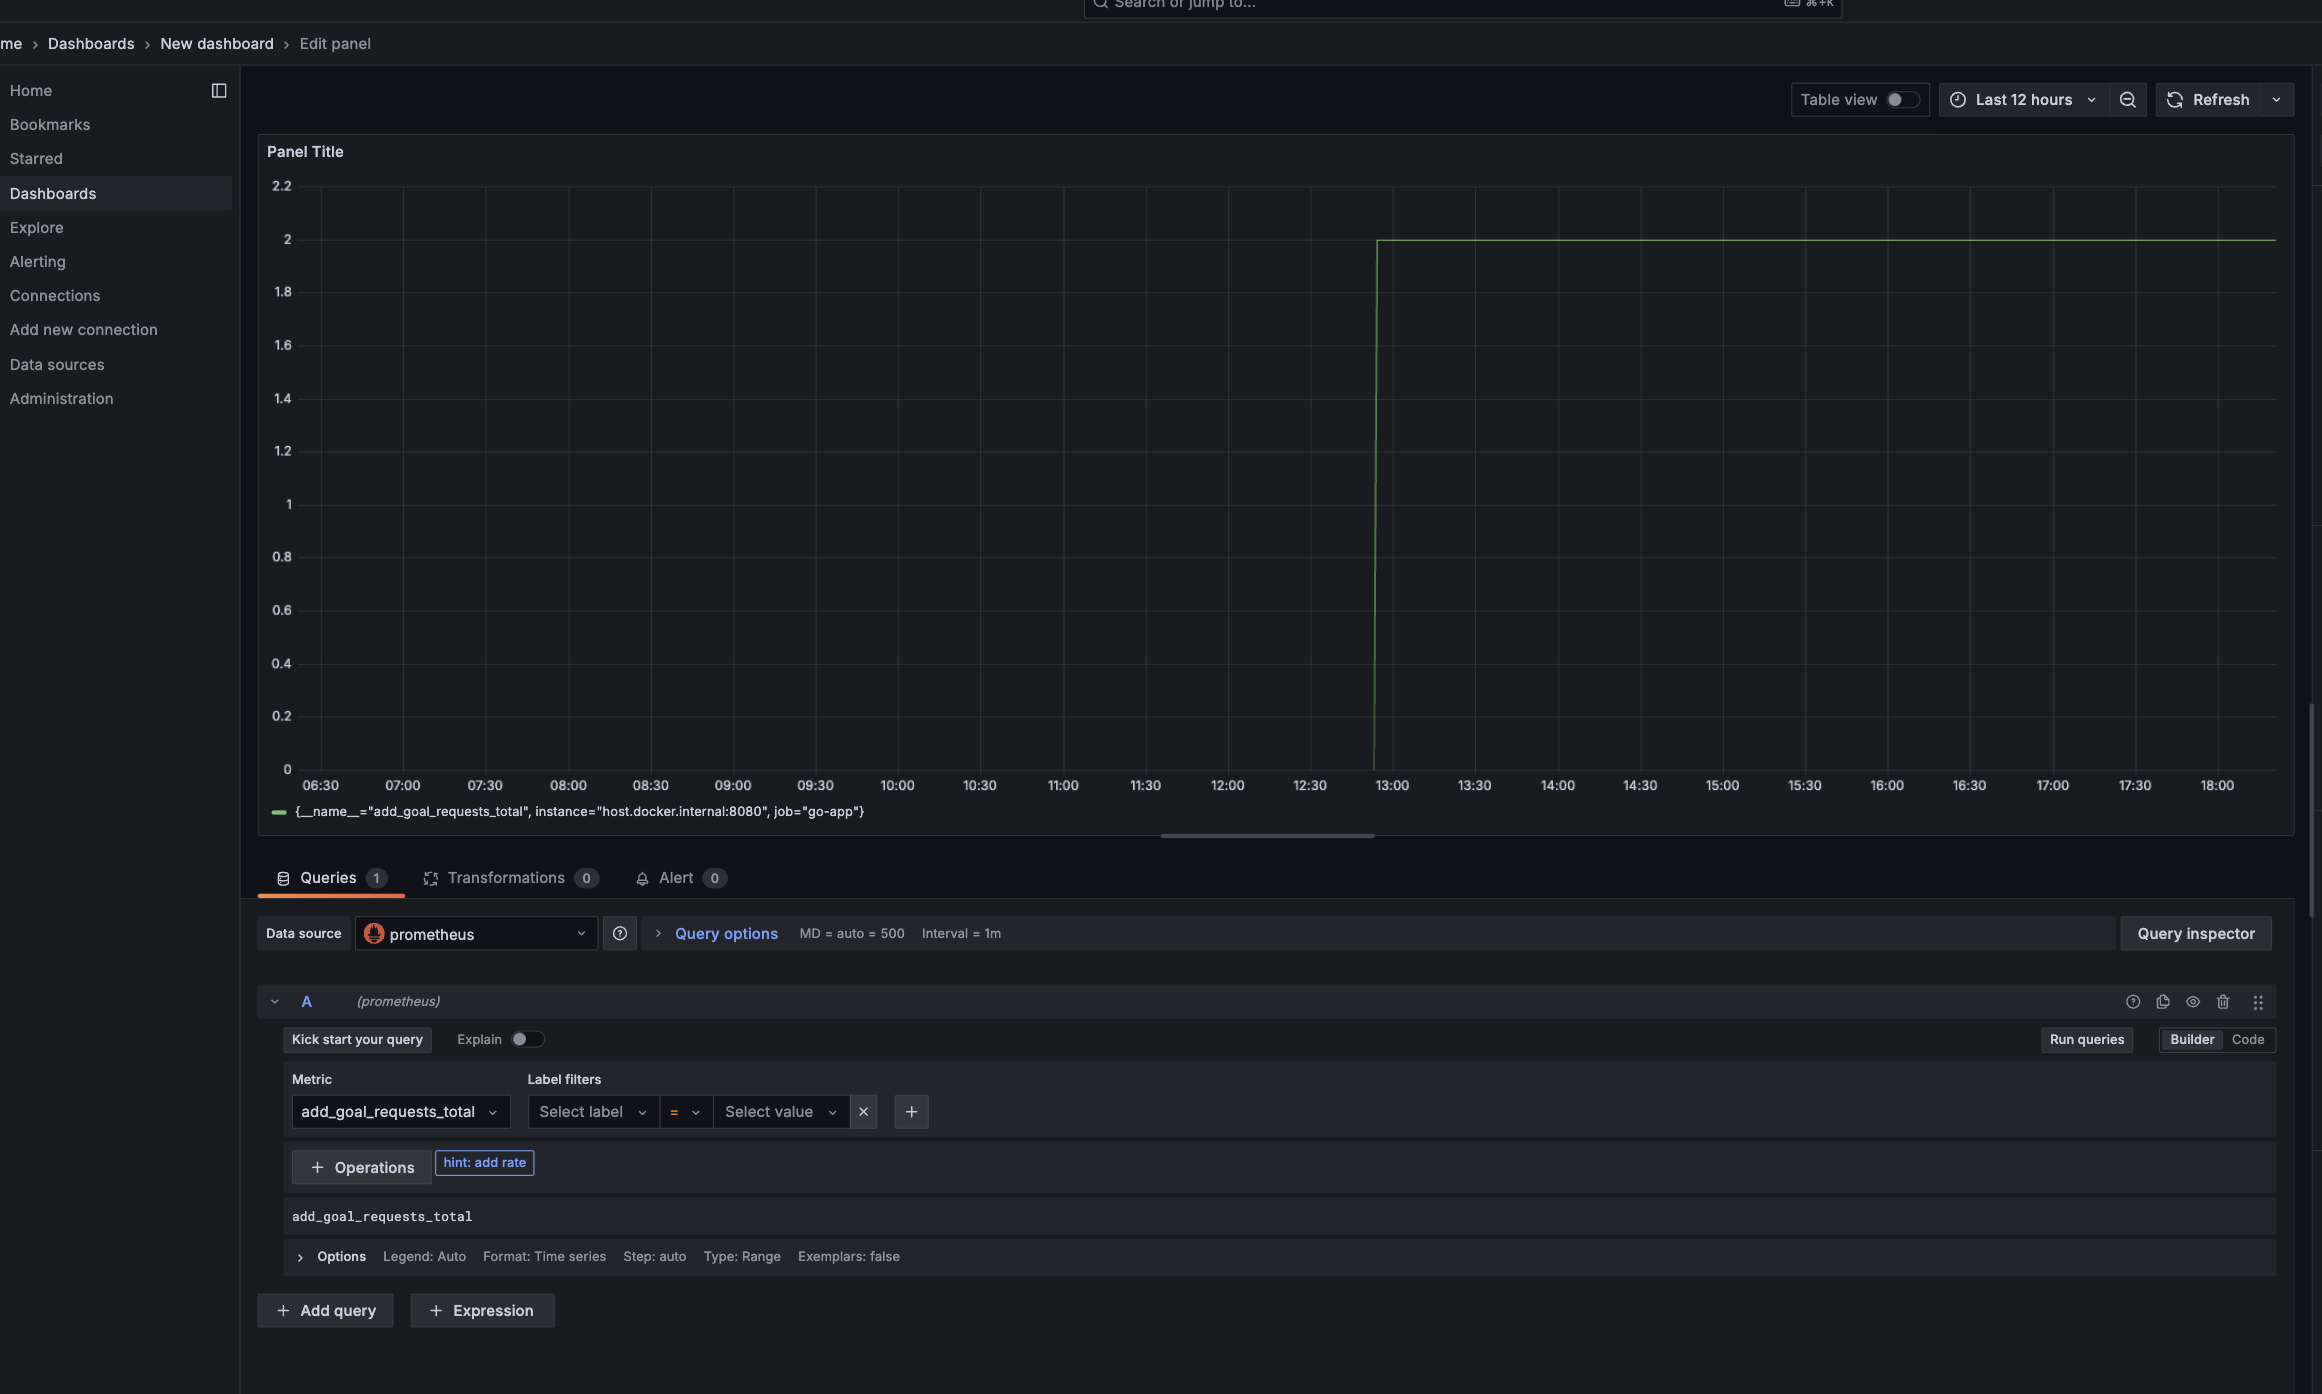 Search or jump to... ⌘+K
me › Dashboards › New dashboard › Edit panel
Home
Bookmarks
Starred
Dashboards
Explore
Alerting
Connections
Add new connection
Data sources
Administration
Table view Last 12 hours Refresh
Panel Title
2.2
2
1.8
1.6
1.4
1.2
1
0.8
0.6
0.4
0.2
0
06:30 07:00 07:30 08:00 08:30 09:00 09:30 10:00 10:30 11:00 11:30 12:00 12:30 13:00 13:30 14:00 14:30 15:00 15:30 16:00 16:30 17:00 17:30 18:00
{__name__="add_goal_requests_total", instance="host.docker.internal:8080", job="go-app"}
Queries 1 Transformations 0 Alert 0
Data source prometheus Query options MD = auto = 500 Interval = 1m Query inspector
A (prometheus)
Kick start your query Explain Run queries Builder Code
Metric Label filters
add_goal_requests_total Select label = Select value
+ Operations hint: add rate
add_goal_requests_total
Options Legend: Auto Format: Time series Step: auto Type: Range Exemplars: false
+ Add query + Expression